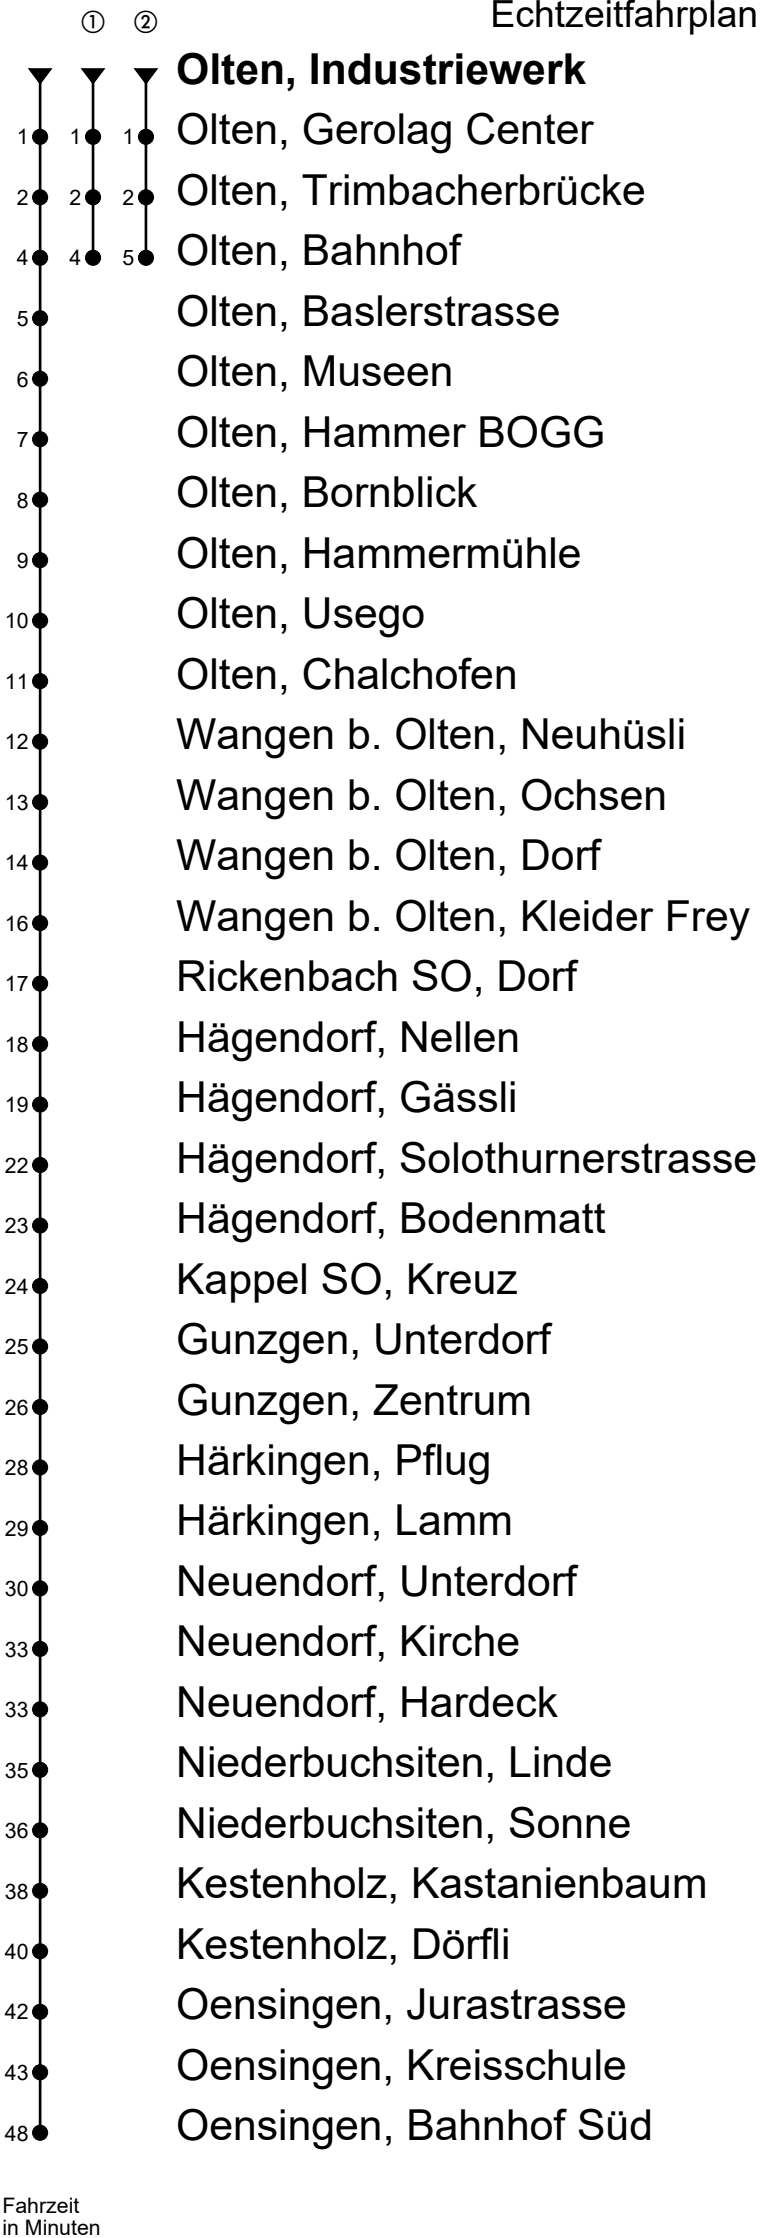 Echtzeitfahrplan
① ②
Olten, Industriewerk
1 1 1 Olten, Gerolag Center
2 2 2 Olten, Trimbacherbrücke
4 4 5 Olten, Bahnhof
5 Olten, Baslerstrasse
6 Olten, Museen
7 Olten, Hammer BOGG
8 Olten, Bornblick
9 Olten, Hammermühle
10 Olten, Usego
11 Olten, Chalchofen
12 Wangen b. Olten, Neuhüsli
13 Wangen b. Olten, Ochsen
14 Wangen b. Olten, Dorf
16 Wangen b. Olten, Kleider Frey
17 Rickenbach SO, Dorf
18 Hägendorf, Nellen
19 Hägendorf, Gässli
22 Hägendorf, Solothurnerstrasse
23 Hägendorf, Bodenmatt
24 Kappel SO, Kreuz
25 Gunzgen, Unterdorf
26 Gunzgen, Zentrum
28 Härkingen, Pflug
29 Härkingen, Lamm
30 Neuendorf, Unterdorf
33 Neuendorf, Kirche
33 Neuendorf, Hardeck
35 Niederbuchsiten, Linde
36 Niederbuchsiten, Sonne
38 Kestenholz, Kastanienbaum
40 Kestenholz, Dörfli
42 Oensingen, Jurastrasse
43 Oensingen, Kreisschule
48 Oensingen, Bahnhof Süd
Fahrzeit
in Minuten